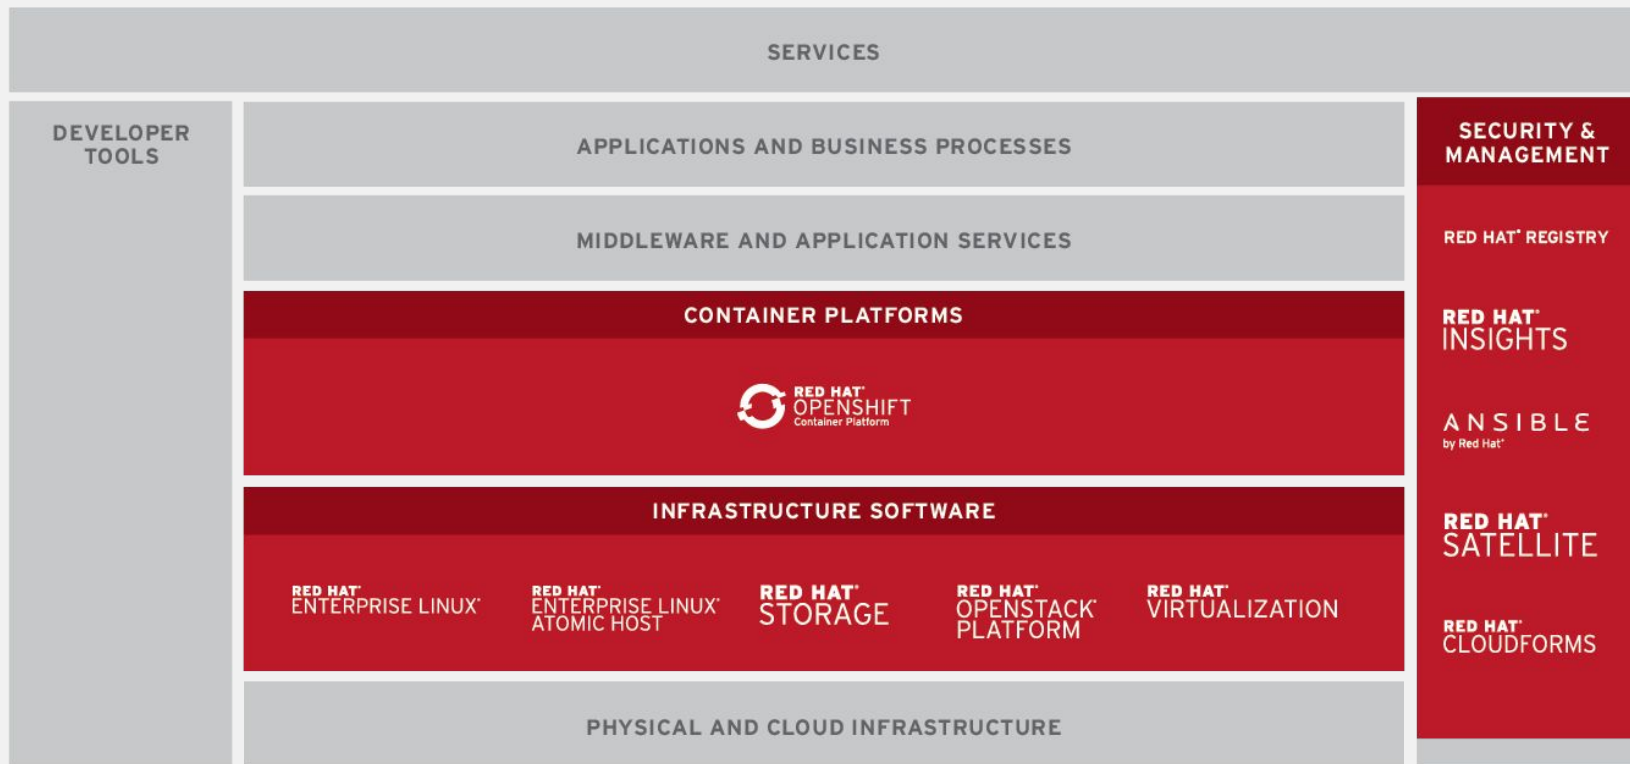 SERVICES
DEVELOPER
TOOLS
APPLICATIONS AND BUSINESS PROCESSES
MIDDLEWARE AND APPLICATION SERVICES
CONTAINER PLATFORMS
RED HAT®
OPENSHIFT
Container Platform
INFRASTRUCTURE SOFTWARE
RED HAT®
ENTERPRISE LINUX®
RED HAT®
ENTERPRISE LINUX®
ATOMIC HOST
RED HAT®
STORAGE
RED HAT®
OPENSTACK®
PLATFORM
RED HAT®
VIRTUALIZATION
PHYSICAL AND CLOUD INFRASTRUCTURE
SECURITY &
MANAGEMENT
RED HAT® REGISTRY
RED HAT®
INSIGHTS
ANSIBLE
by Red Hat®
RED HAT®
SATELLITE
RED HAT®
CLOUDFORMS